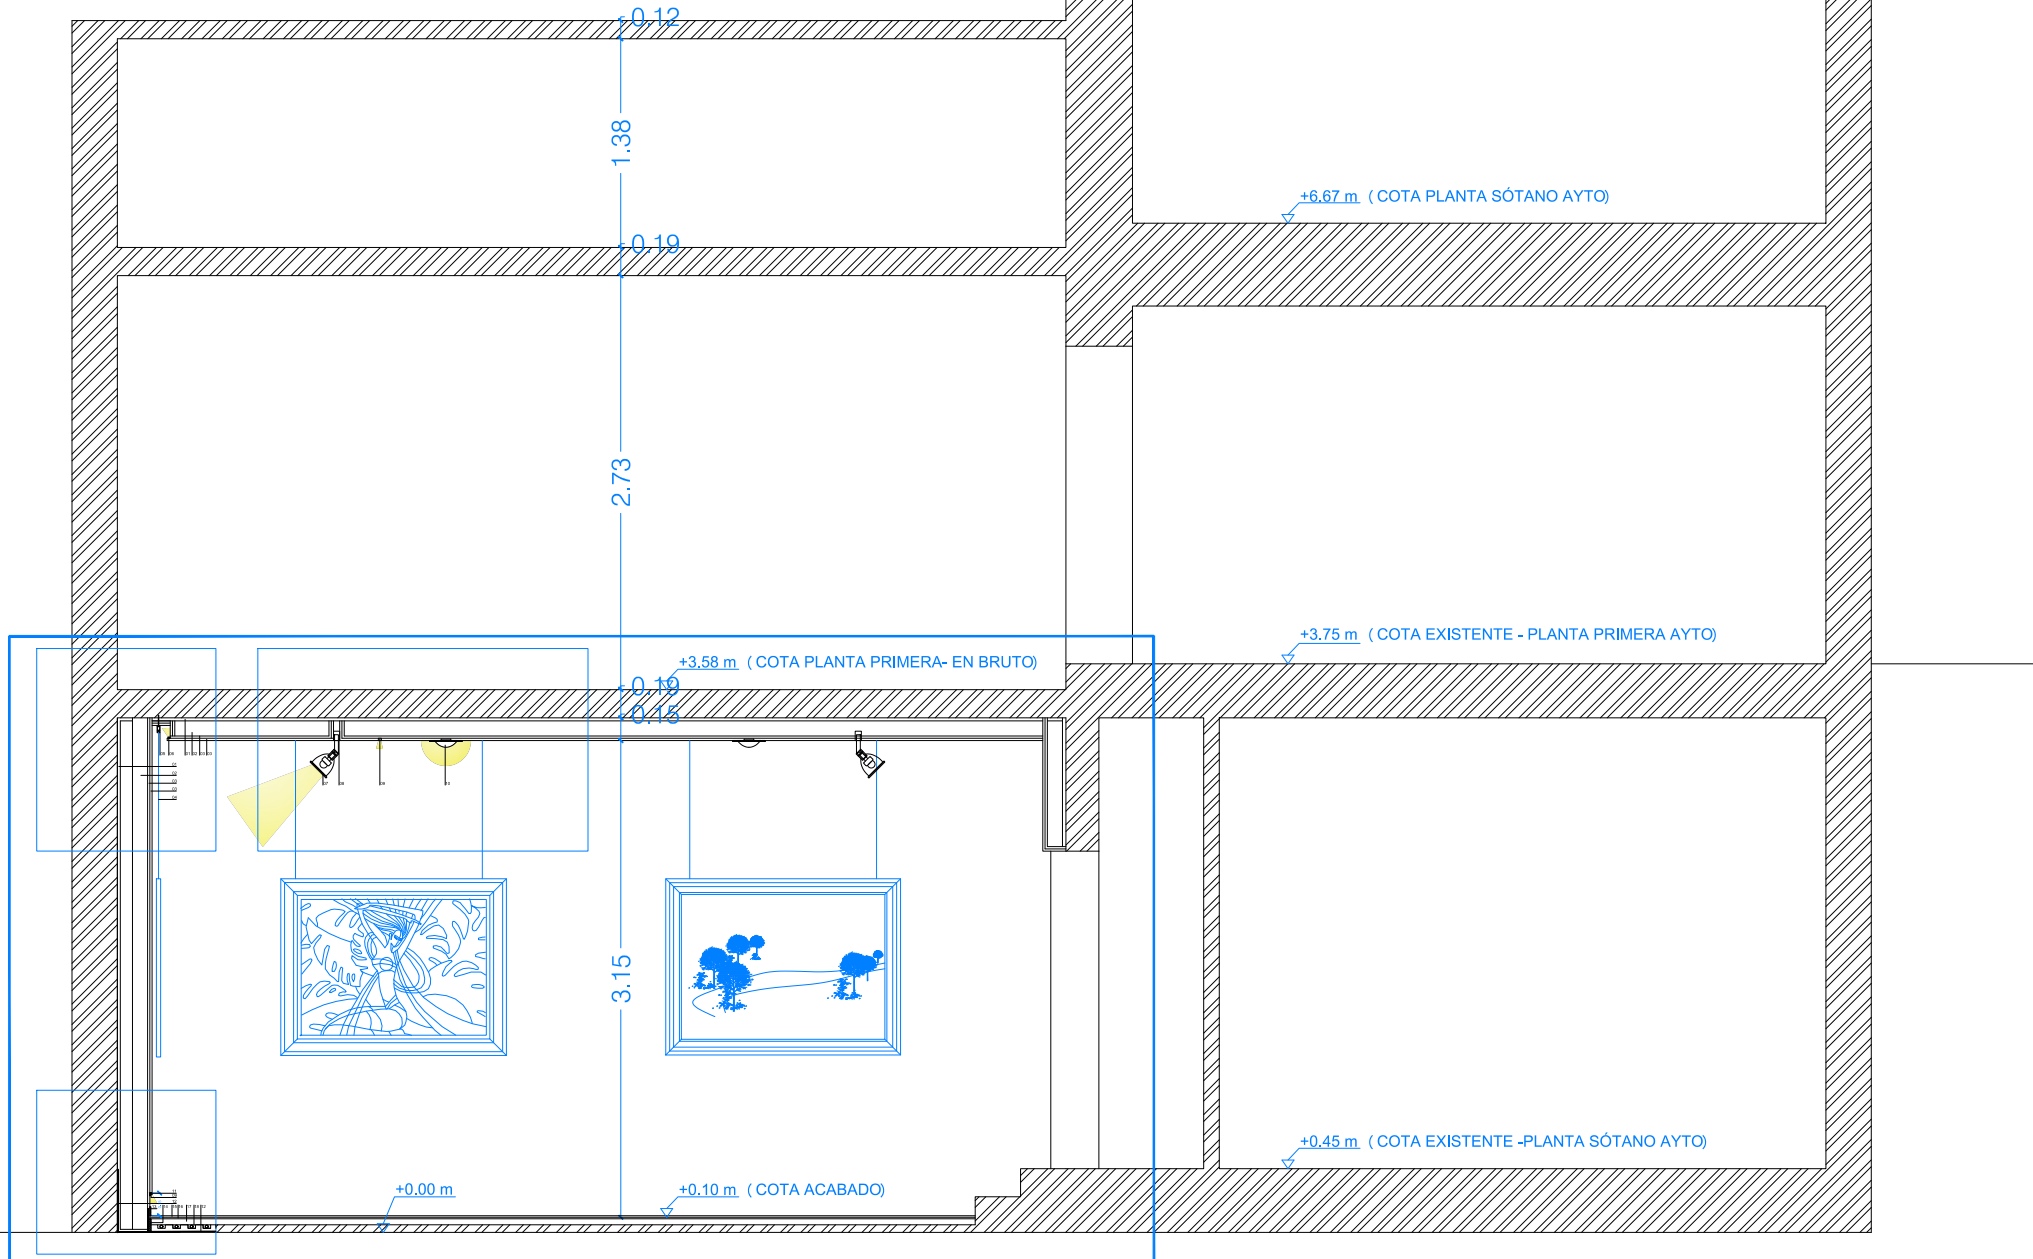 0.12
1.38
+6.67 m ( COTA PLANTA SÓTANO AYTO)
0.19
2.73
+3.75 m ( COTA EXISTENTE - PLANTA PRIMERA AYTO)
+3.58 m ( COTA PLANTA PRIMERA- EN BRUTO)
0.19
0.15
3.15
+0.45 m ( COTA EXISTENTE -PLANTA SÓTANO AYTO)
+0.00 m
+0.10 m ( COTA ACABADO)